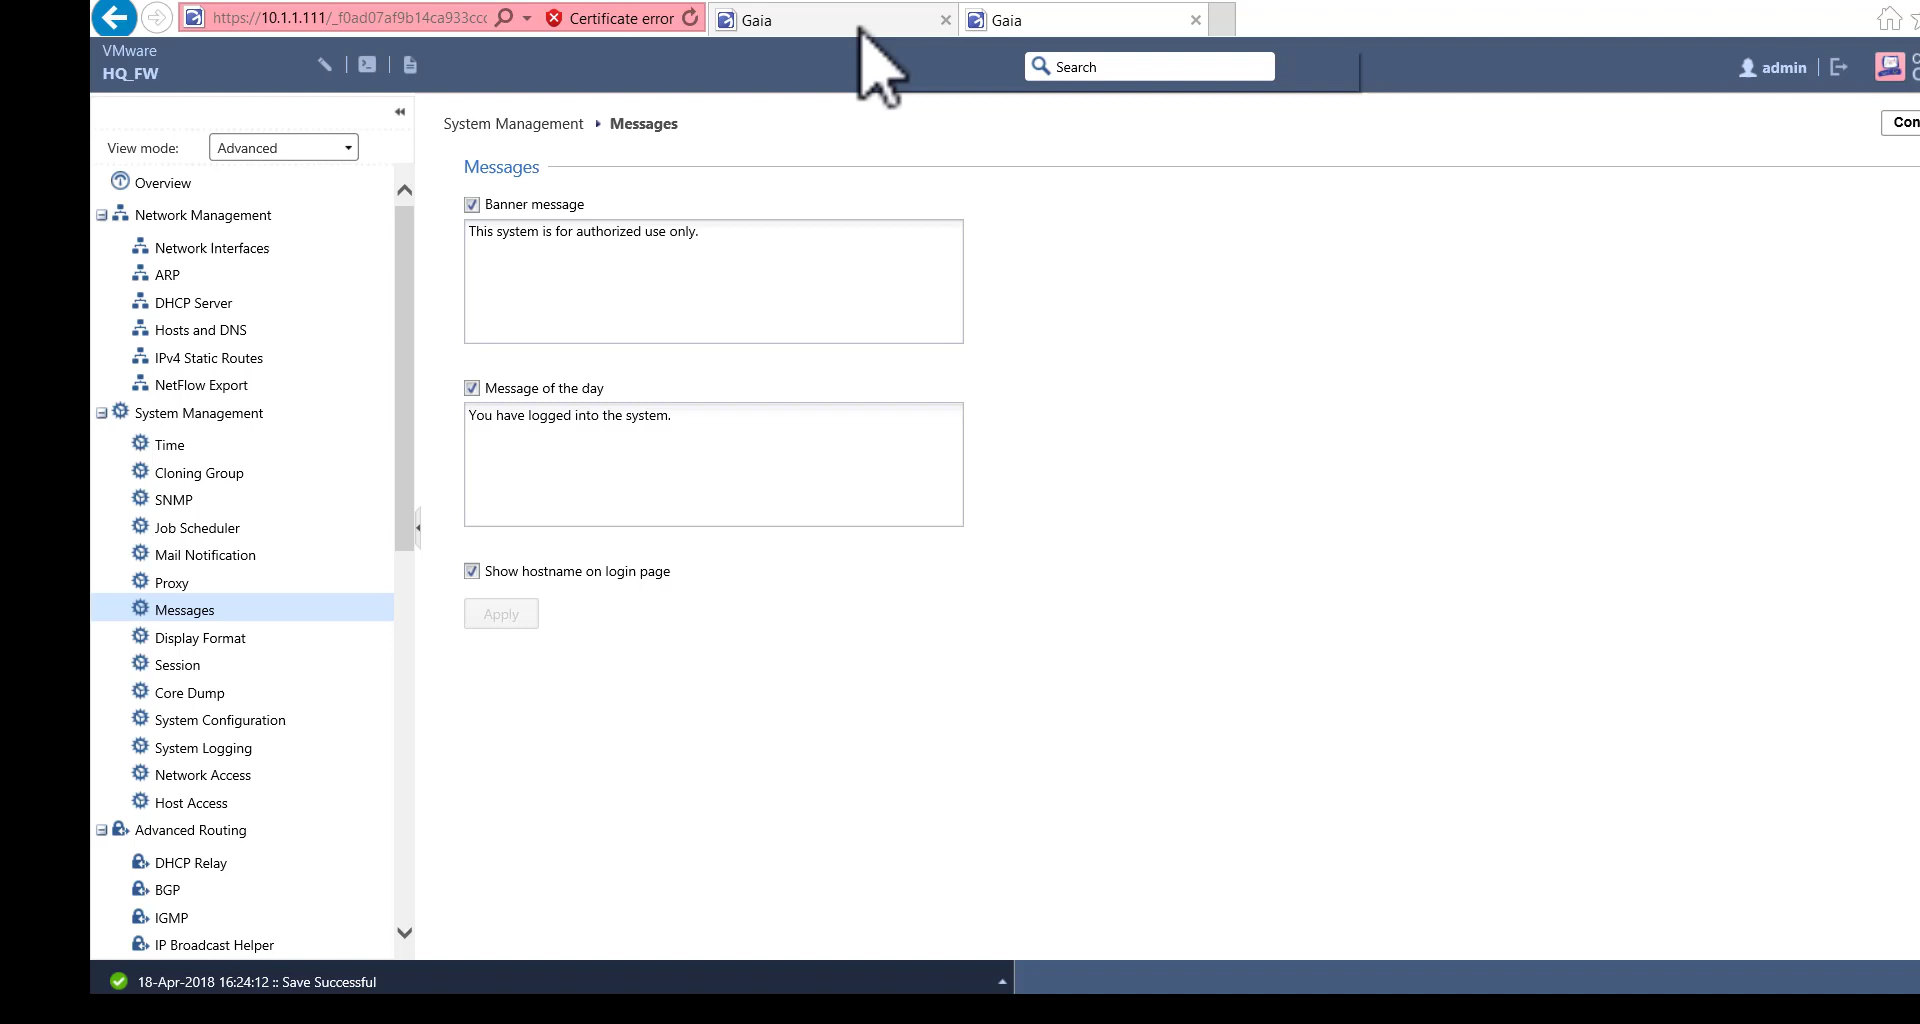 https://10.1.1.111/_f0ad07af9b14ca933ccc
Certificate error
Gaia
Gaia
VMware
HQ_FW
Search
admin
View mode:
Advanced
System Management
Messages
Con
Overview
Network Management
Network Interfaces
ARP
DHCP Server
Hosts and DNS
IPv4 Static Routes
NetFlow Export
System Management
Time
Cloning Group
SNMP
Job Scheduler
Mail Notification
Proxy
Messages
Display Format
Session
Core Dump
System Configuration
System Logging
Network Access
Host Access
Advanced Routing
DHCP Relay
BGP
IGMP
IP Broadcast Helper
Messages
Banner message
This system is for authorized use only.
Message of the day
You have logged into the system.
Show hostname on login page
Apply
18-Apr-2018 16:24:12 :: Save Successful